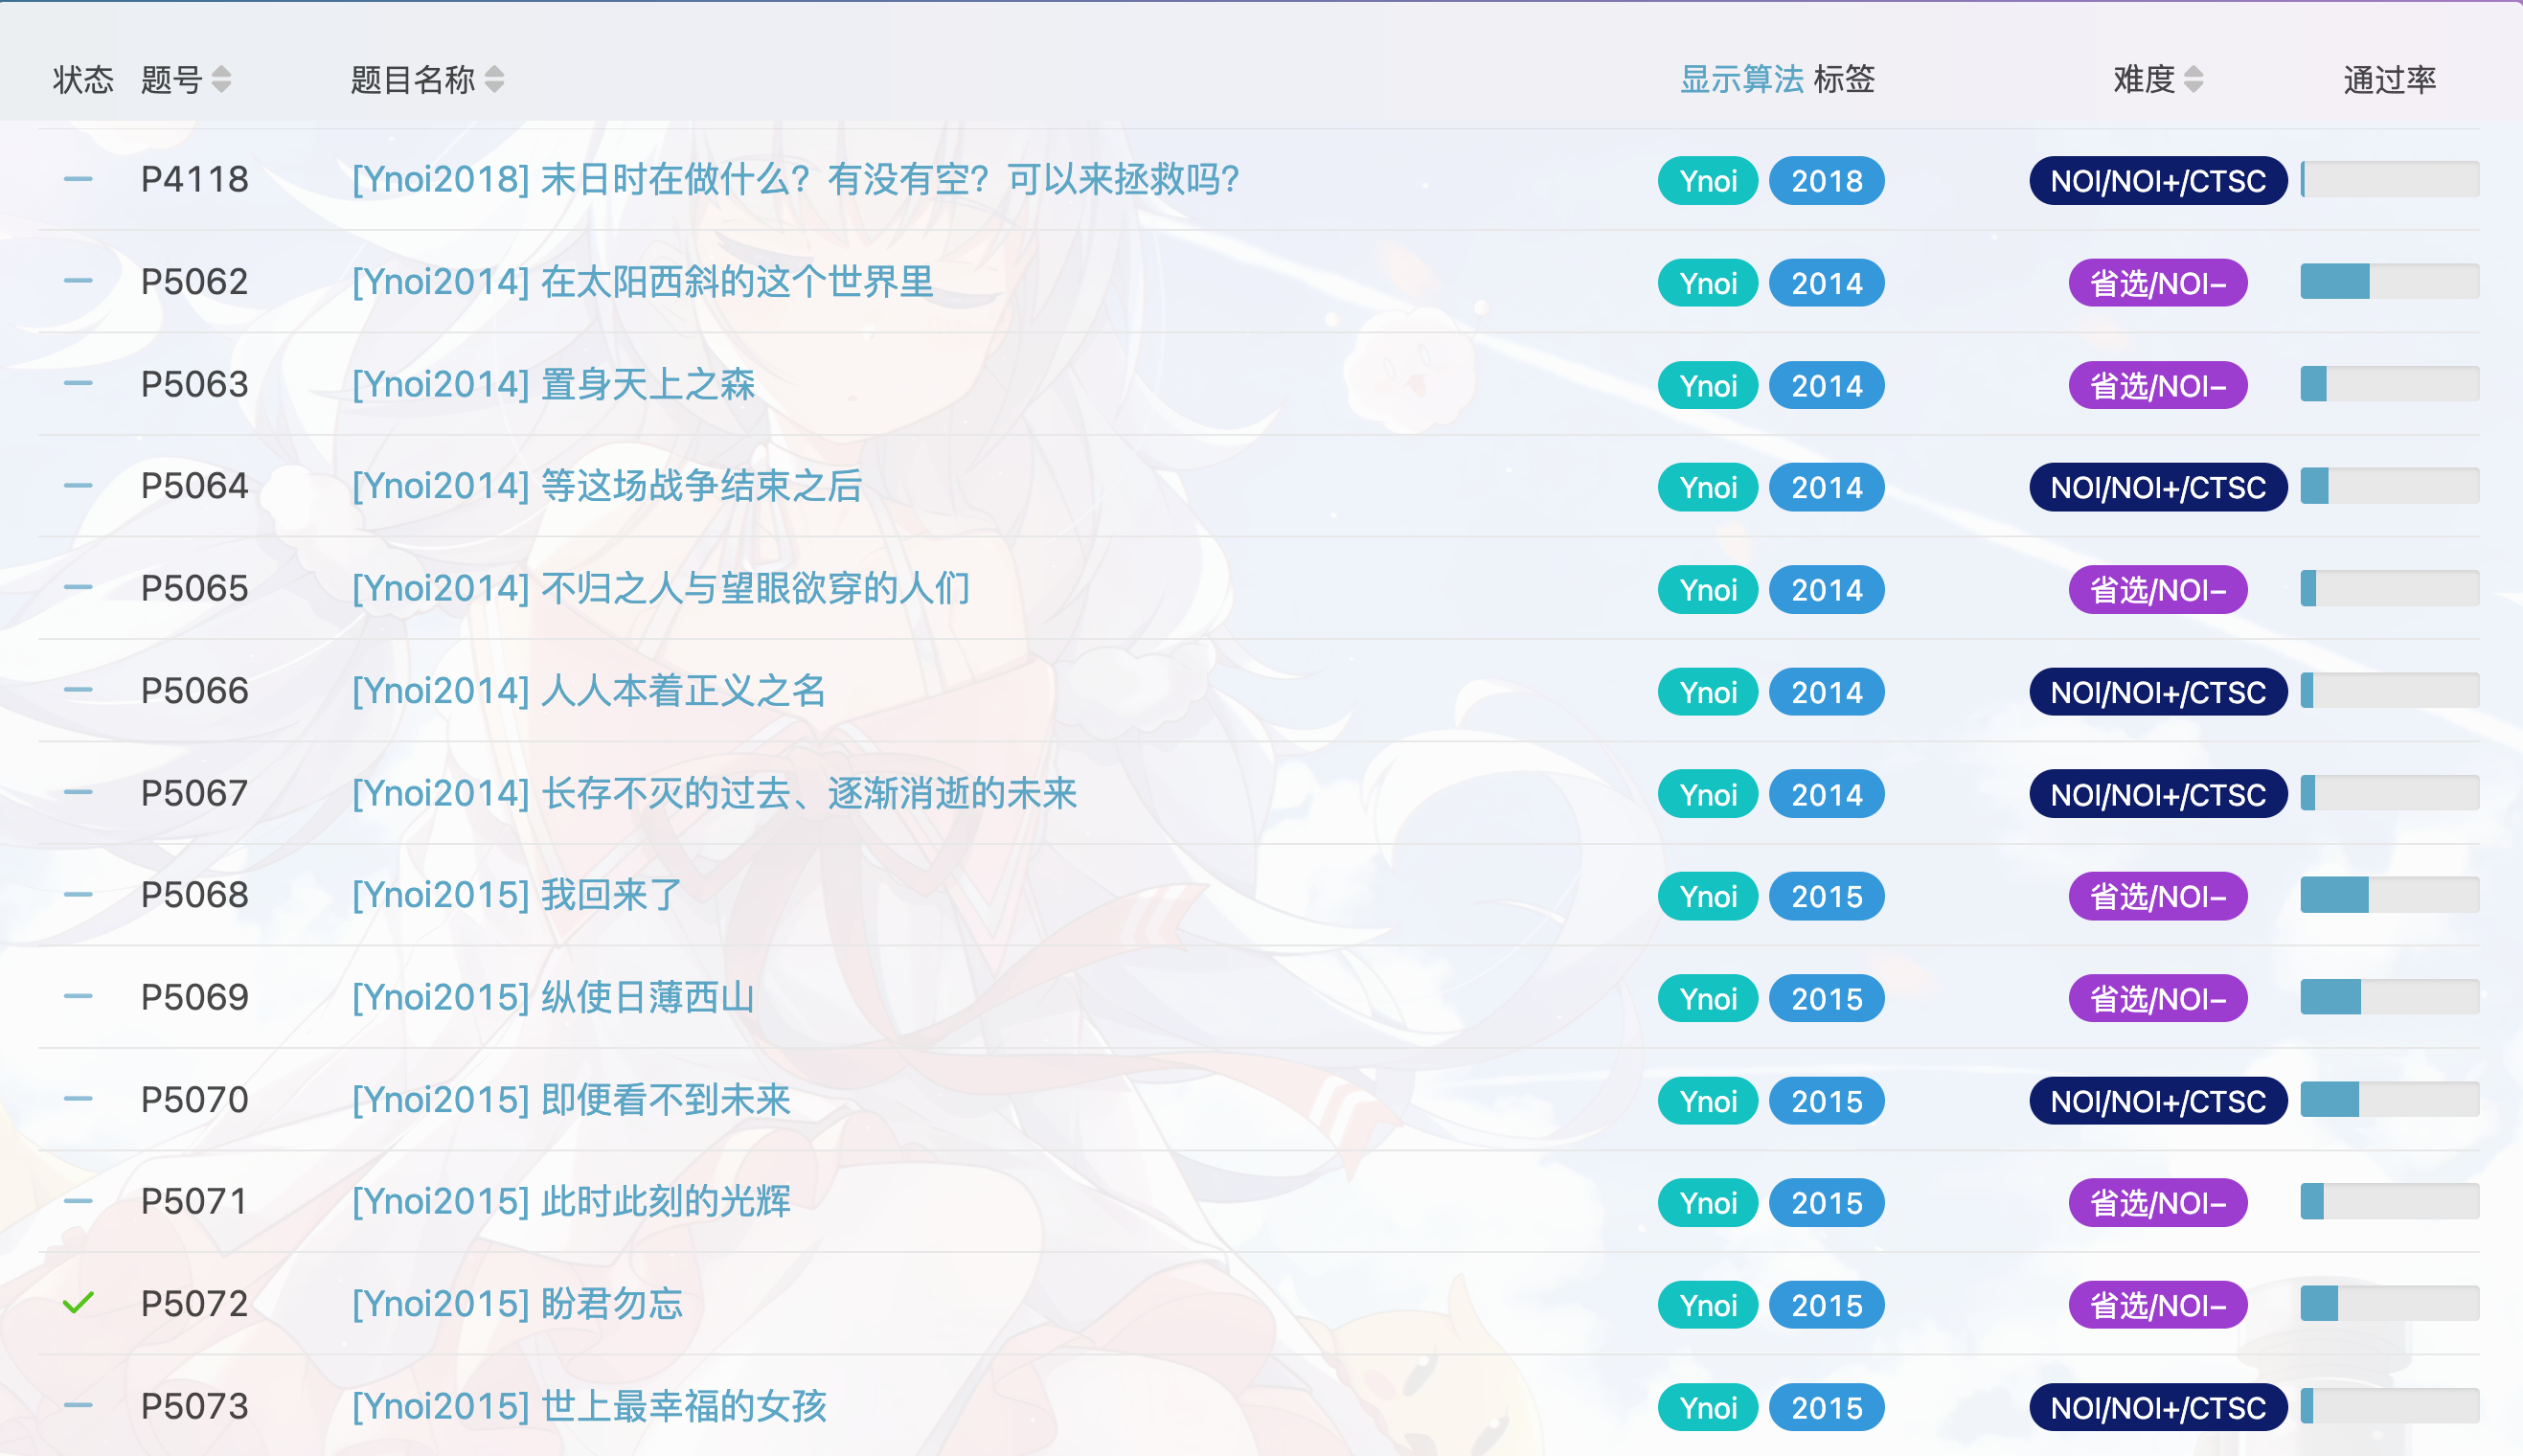 状态 题号 题目名称 显示算法 标签 难度 通过率
P4118 [Ynoi2018] 末日时在做什么？有没有空？可以来拯救吗？ Ynoi 2018 NOI/NOI+/CTSC
P5062 [Ynoi2014] 在太阳西斜的这个世界里 Ynoi 2014 省选/NOI−
P5063 [Ynoi2014] 置身天上之森 Ynoi 2014 省选/NOI−
P5064 [Ynoi2014] 等这场战争结束之后 Ynoi 2014 NOI/NOI+/CTSC
P5065 [Ynoi2014] 不归之人与望眼欲穿的人们 Ynoi 2014 省选/NOI−
P5066 [Ynoi2014] 人人本着正义之名 Ynoi 2014 NOI/NOI+/CTSC
P5067 [Ynoi2014] 长存不灭的过去、逐渐消逝的未来 Ynoi 2014 NOI/NOI+/CTSC
P5068 [Ynoi2015] 我回来了 Ynoi 2015 省选/NOI−
P5069 [Ynoi2015] 纵使日薄西山 Ynoi 2015 省选/NOI−
P5070 [Ynoi2015] 即便看不到未来 Ynoi 2015 NOI/NOI+/CTSC
P5071 [Ynoi2015] 此时此刻的光辉 Ynoi 2015 省选/NOI−
P5072 [Ynoi2015] 盼君勿忘 Ynoi 2015 省选/NOI−
P5073 [Ynoi2015] 世上最幸福的女孩 Ynoi 2015 NOI/NOI+/CTSC